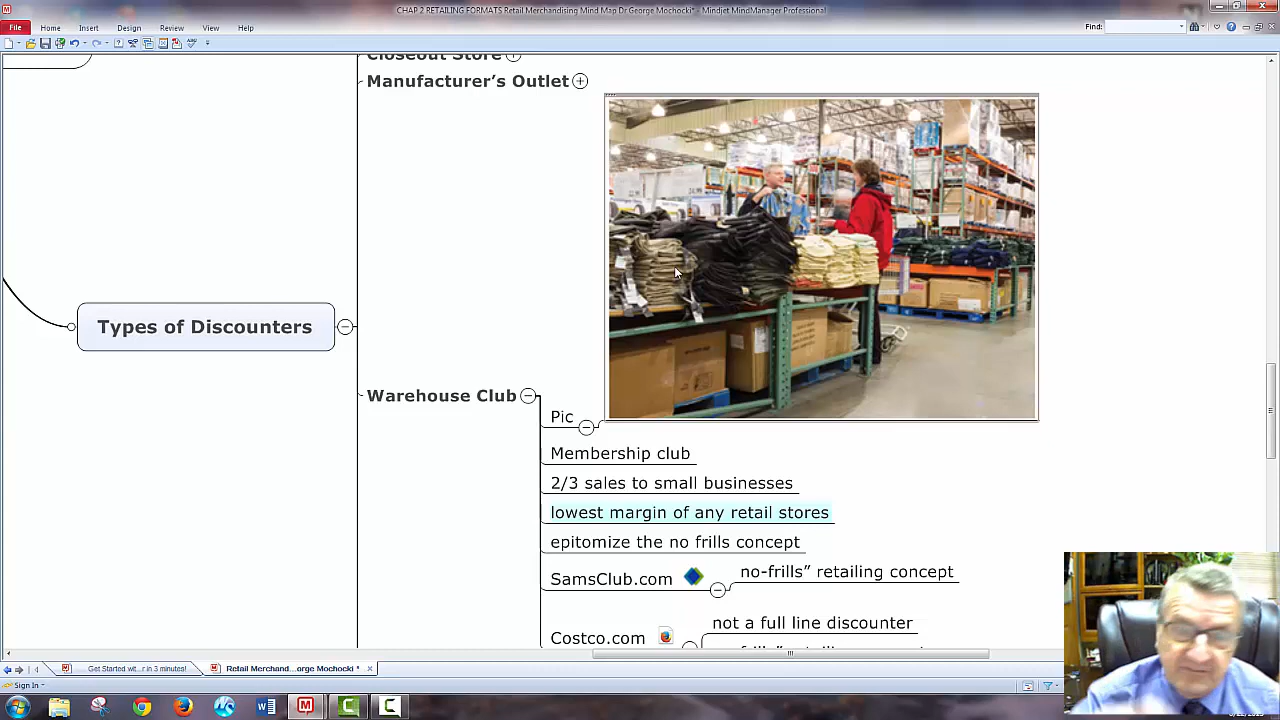 CHAP 2 RETAILING FORMATS Retail Merchandising Mind Map Dr George Mochocki* - Mindjet MindManager Professional
File Home Insert Design Review View Help Find:
Closeout Store
Manufacturer's Outlet
Types of Discounters
Warehouse Club
Pic
Membership club
2/3 sales to small businesses
lowest margin of any retail stores
epitomize the no frills concept
SamsClub.com
no-frills" retailing concept
not a full line discounter
Costco.com
Get Started wit...r in 3 minutes!
Retail Merchand...orge Mochocki *
Sign In